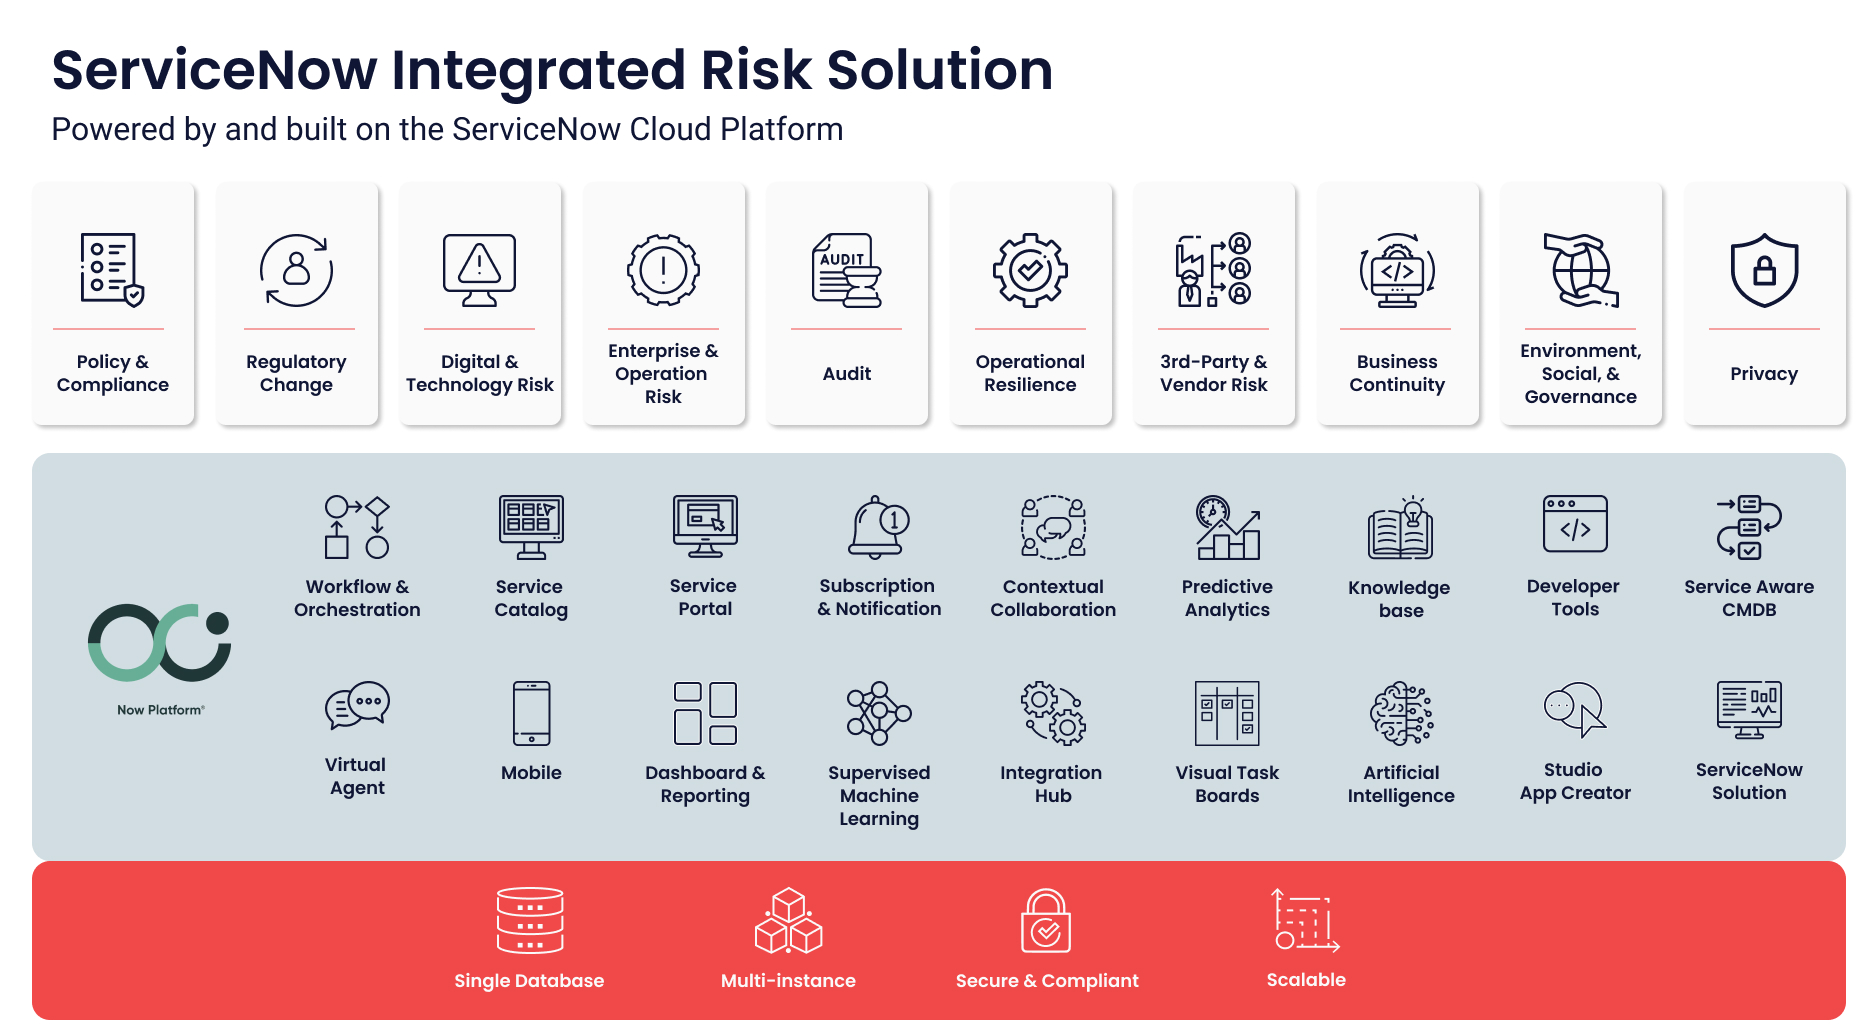 ServiceNow Integrated Risk Solution
Powered by and built on the ServiceNow Cloud Platform
Policy &
Compliance
Regulatory
Change
Digital &
Technology Risk
Enterprise &
Operation
Risk
AUDIT
Audit
Operational
Resilience
3rd-Party &
Vendor Risk
</>
Business
Continuity
Environment,
Social, &
Governance
Privacy
Now Platform®
Workflow &
Orchestration
Service
Catalog
Service
Portal
1
Subscription
& Notification
Contextual
Collaboration
Predictive
Analytics
Knowledge
base
</>
Developer
Tools
Service Aware
CMDB
Virtual
Agent
Mobile
Dashboard &
Reporting
Supervised
Machine
Learning
Integration
Hub
Visual Task
Boards
Artificial
Intelligence
Studio
App Creator
ServiceNow
Solution
Single Database
Multi-instance
Secure & Compliant
Scalable